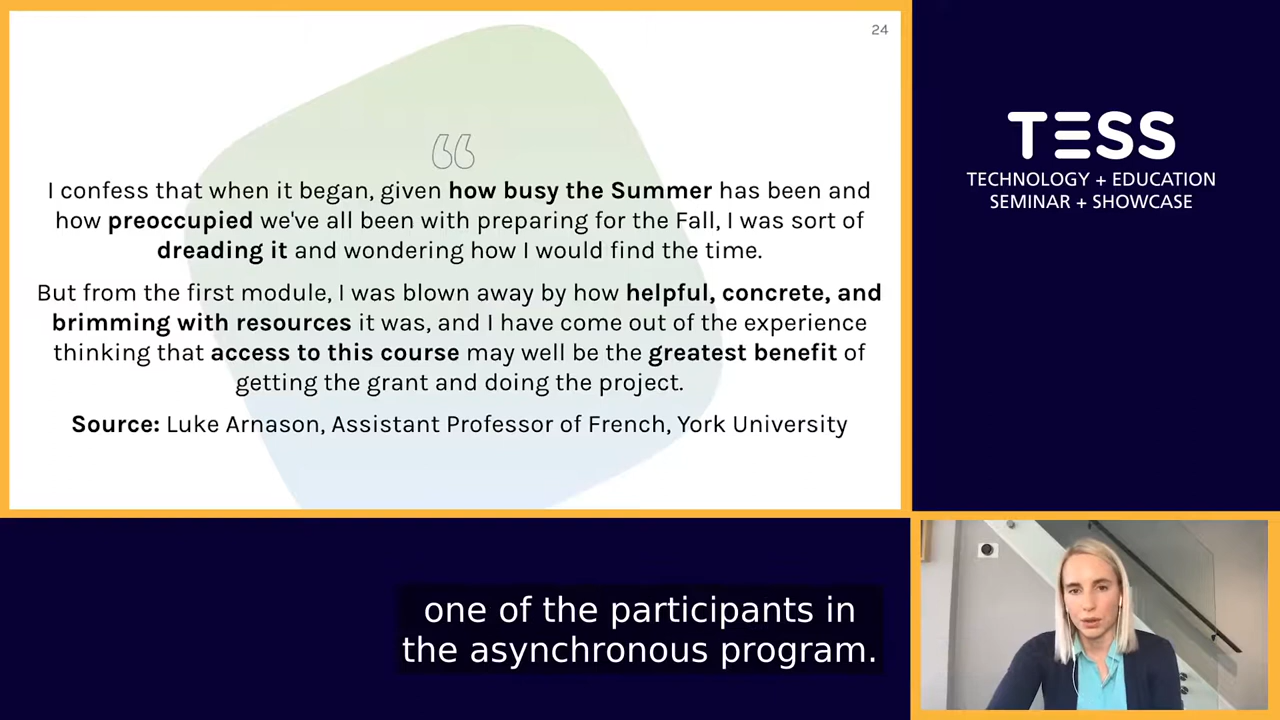 24
“
I confess that when it began, given how busy the Summer has been and
how preoccupied we've all been with preparing for the Fall, I was sort of
dreading it and wondering how I would find the time.
But from the first module, I was blown away by how helpful, concrete, and
brimming with resources it was, and I have come out of the experience
thinking that access to this course may well be the greatest benefit of
getting the grant and doing the project.
Source: Luke Arnason, Assistant Professor of French, York University
TESS
TECHNOLOGY + EDUCATION
SEMINAR + SHOWCASE
one of the participants in
the asynchronous program.